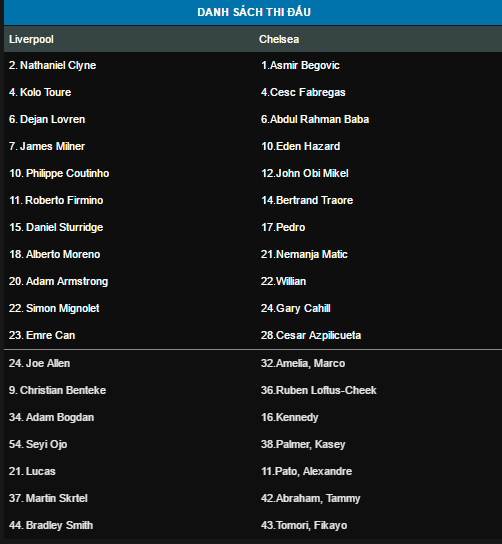 DANH SÁCH THI ĐẤU
Liverpool Chelsea
2. Nathaniel Clyne 1.Asmir Begovic
4. Kolo Toure 4.Cesc Fabregas
6. Dejan Lovren 6.Abdul Rahman Baba
7. James Milner 10.Eden Hazard
10. Philippe Coutinho 12.John Obi Mikel
11. Roberto Firmino 14.Bertrand Traore
15. Daniel Sturridge 17.Pedro
18. Alberto Moreno 21.Nemanja Matic
20. Adam Armstrong 22.Willian
22. Simon Mignolet 24.Gary Cahill
23. Emre Can 28.Cesar Azpilicueta
24. Joe Allen 32.Amelia, Marco
9. Christian Benteke 36.Ruben Loftus-Cheek
34. Adam Bogdan 16.Kennedy
54. Seyi Ojo 38.Palmer, Kasey
21. Lucas 11.Pato, Alexandre
37. Martin Skrtel 42.Abraham, Tammy
44. Bradley Smith 43.Tomori, Fikayo